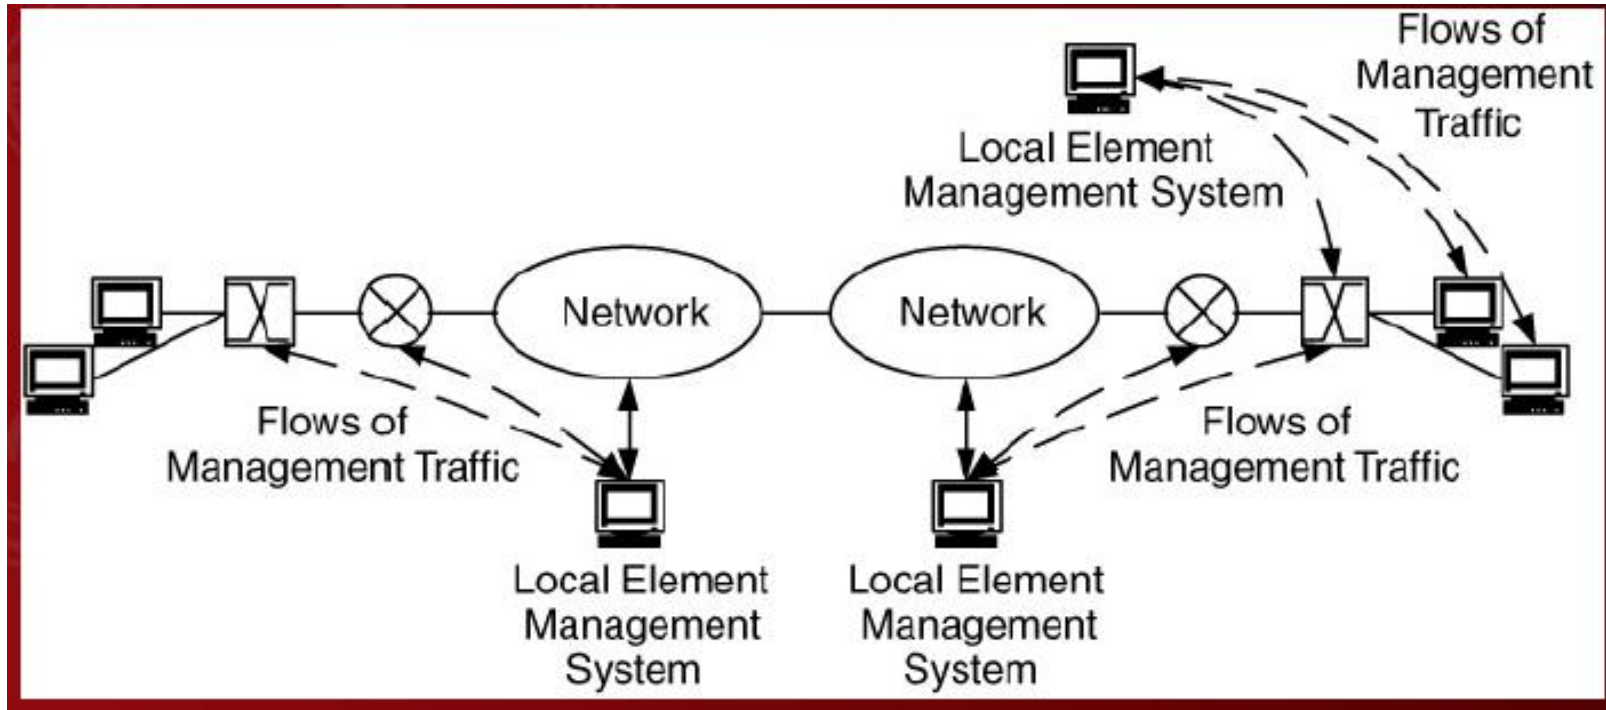 Flows of
Management
Traffic
Local Element
Management System
Network
Network
Flows of
Management Traffic
Flows of
Management Traffic
Local Element
Management
System
Local Element
Management
System